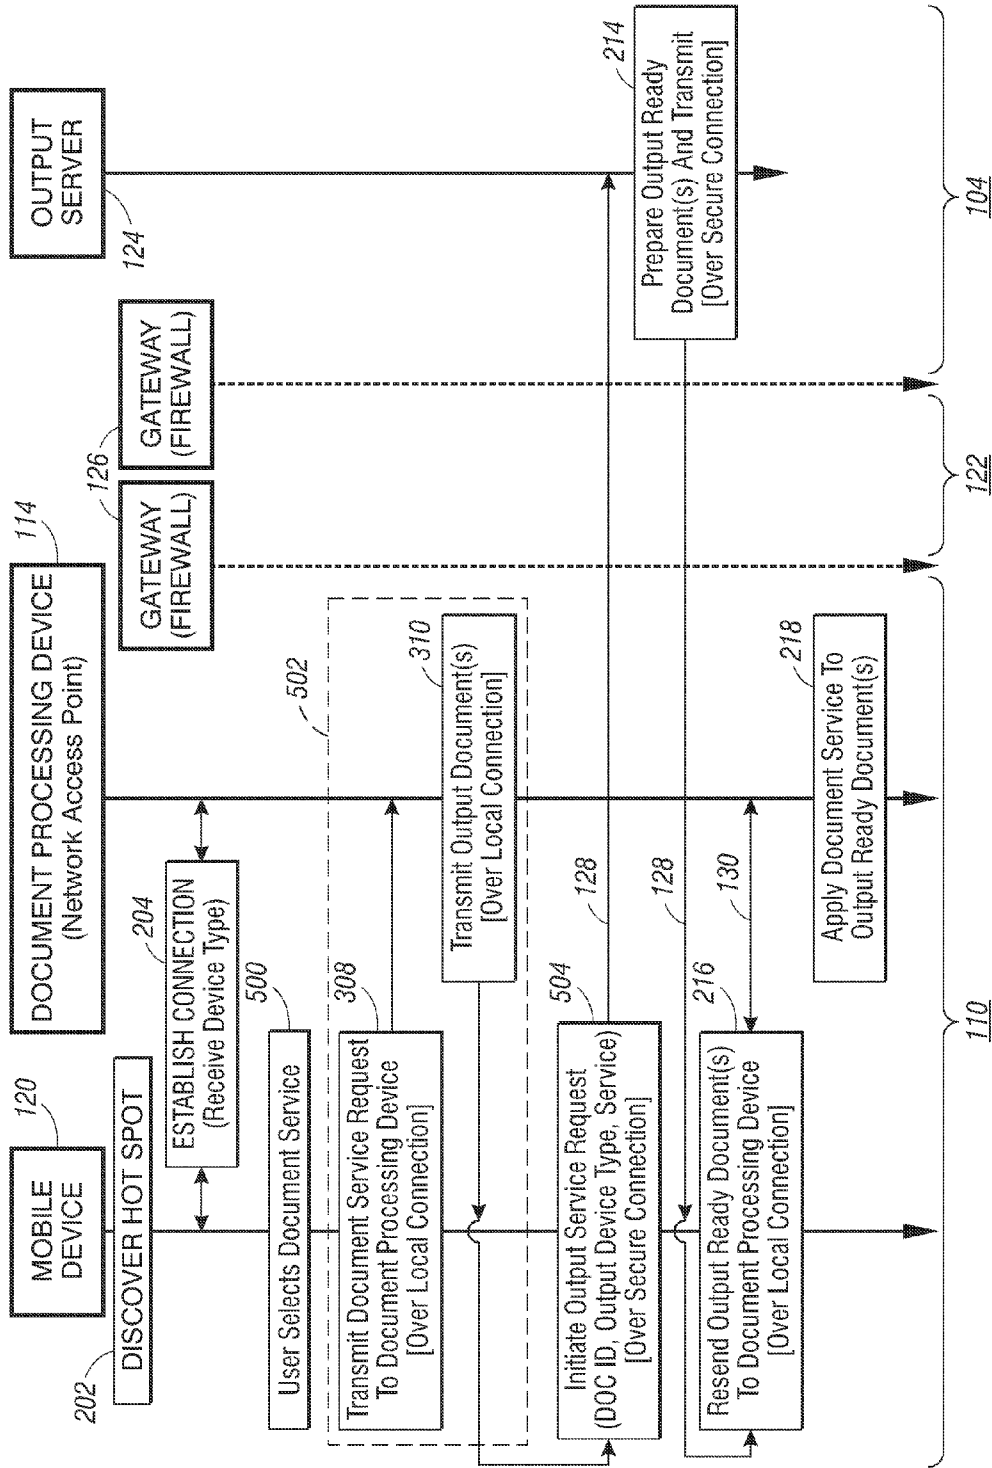 MOBILE
DEVICE
120
DOCUMENT PROCESSING DEVICE
(Network Access Point)
114
OUTPUT
SERVER
124
GATEWAY
(FIREWALL)
GATEWAY
(FIREWALL)
126
DISCOVER HOT SPOT
202
ESTABLISH CONNECTION
(Receive Device Type)
204
User Selects Document Service
500
502
Transmit Document Service Request
To Document Processing Device
[Over Local Connection]
308
Transmit Output Document(s)
[Over Local Connection]
310
Initiate Output Service Request
(DOC ID, Output Device Type, Service)
[Over Secure Connection]
504
128
Prepare Output Ready
Document(s) And Transmit
[Over Secure Connection]
214
128
Resend Output Ready Document(s)
To Document Processing Device
[Over Local Connection]
216
130
Apply Document Service To
Output Ready Document(s)
218
110
122
104